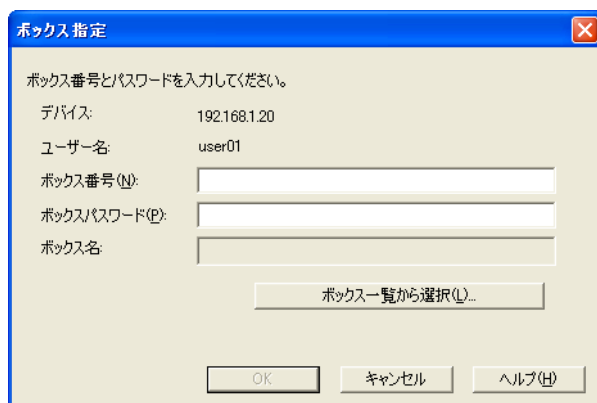 ボックス指定
ボックス番号とパスワードを入力してください。
デバイス: 192.168.1.20
ユーザー名: user01
ボックス番号(N):
ボックスパスワード(P):
ボックス名:
ボックス一覧から選択(L)...
OK キャンセル ヘルプ(H)